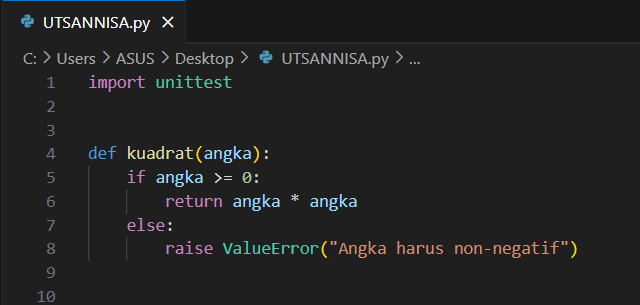 UTSANNISA.py ×
C: > Users > ASUS > Desktop > UTSANNISA.py > ...
1 import unittest
2
3
4 def kuadrat(angka):
5     if angka >= 0:
6         return angka * angka
7     else:
8         raise ValueError("Angka harus non-negatif")
9
10